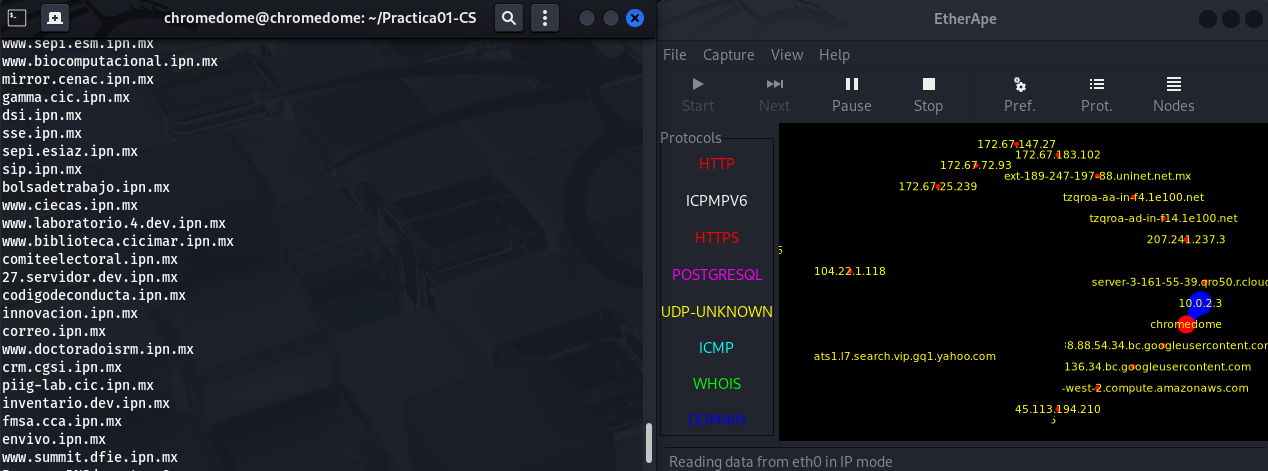 chromedome@chromedome: ~/Practica01-CS
www.sepi.esm.ipn.mx
www.biocomputacional.ipn.mx
mirror.cenac.ipn.mx
gamma.cic.ipn.mx
dsi.ipn.mx
sse.ipn.mx
sepi.esiaz.ipn.mx
sip.ipn.mx
bolsadetrabajo.ipn.mx
www.ciecas.ipn.mx
www.laboratorio.4.dev.ipn.mx
www.biblioteca.cicimar.ipn.mx
comiteelectoral.ipn.mx
27.servidor.dev.ipn.mx
codigodeconducta.ipn.mx
innovacion.ipn.mx
correo.ipn.mx
www.doctoradoisrm.ipn.mx
crm.cgsi.ipn.mx
piig-lab.cic.ipn.mx
inventario.dev.ipn.mx
fmsa.cca.ipn.mx
envivo.ipn.mx
www.summit.dfie.ipn.mx
EtherApe
File Capture View Help
Start Next Pause Stop Pref. Prot. Nodes
Protocols
HTTP
ICPMPV6
HTTPS
POSTGRESQL
UDP-UNKNOWN
ICMP
WHOIS
DOMAIN
172.67.147.27
172.67.183.102
172.67.72.93
ext-189-247-197-88.uninet.net.mx
172.67.25.239
tzqroa-aa-in-f4.1e100.net
tzqroa-ad-in-f14.1e100.net
207.241.237.3
5
104.22.1.118
server-3-161-55-39.qro50.r.clou
10.0.2.3
chromedome
8.88.54.34.bc.googleusercontent.co
ats1.l7.search.vip.gq1.yahoo.com
136.34.bc.googleusercontent.com
-west-2.compute.amazonaws.com
45.113.194.210
Reading data from eth0 in IP mode